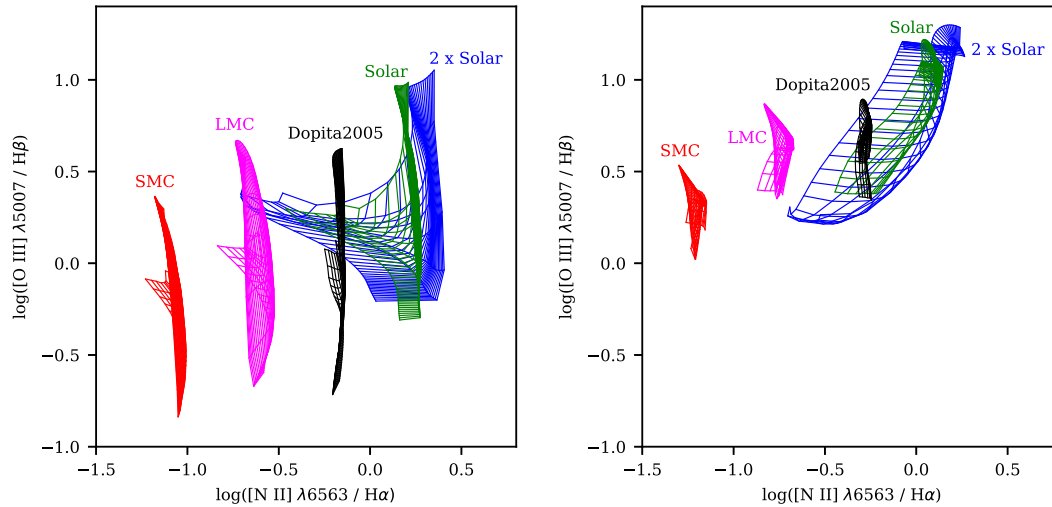 2 x Solar
Solar
LMC
Dopita2005
SMC
1.0
0.5
0.0
−0.5
−1.0
log([O III] λ5007 / Hβ)
−1.5
−1.0
−0.5
0.0
0.5
log([N II] λ6563 / Hα)
Solar
2 x Solar
Dopita2005
LMC
SMC
1.0
0.5
0.0
−0.5
−1.0
log([O III] λ5007 / Hβ)
−1.5
−1.0
−0.5
0.0
0.5
log([N II] λ6563 / Hα)